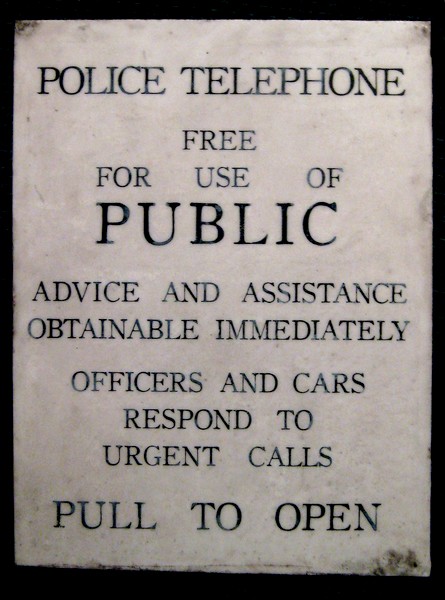 POLICE TELEPHONE
FREE
FOR USE OF
PUBLIC
ADVICE AND ASSISTANCE
OBTAINABLE IMMEDIATELY
OFFICERS AND CARS
RESPOND TO
URGENT CALLS
PULL TO OPEN